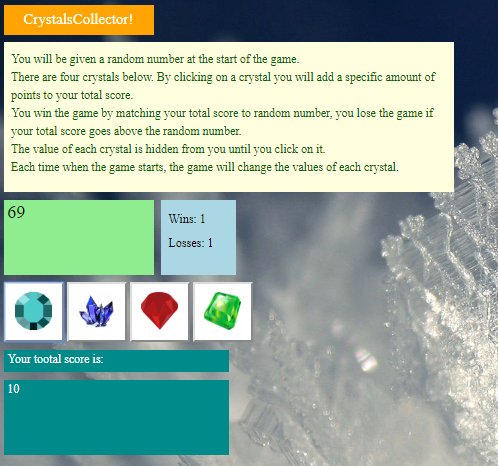 CrystalsCollector!
You will be given a random number at the start of the game.
There are four crystals below. By clicking on a crystal you will add a specific amount of
points to your total score.
You win the game by matching your total score to random number, you lose the game if
your total score goes above the random number.
The value of each crystal is hidden from you until you click on it.
Each time when the game starts, the game will change the values of each crystal.
69
Wins: 1
Losses: 1
Your tootal score is:
10